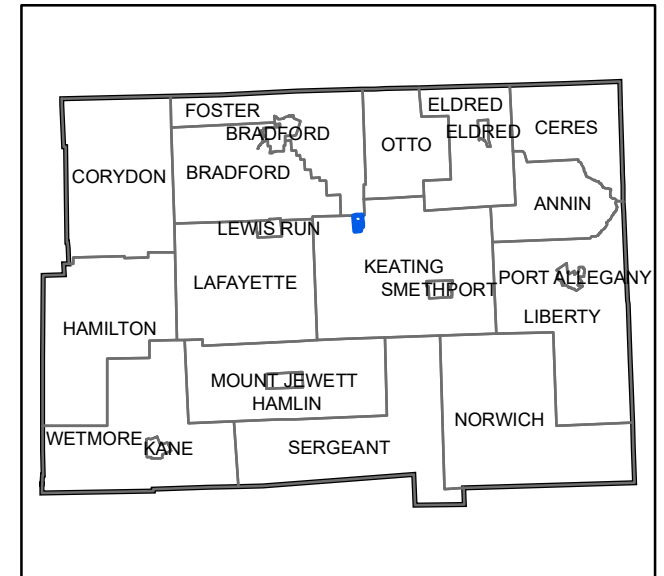 ELDRED
FOSTER
BRADFORD
ELDRED
CERES
OTTO
CORYDON
BRADFORD
ANNIN
LEWIS RUN
KEATING
PORT ALLEGANY
LAFAYETTE
SMETHPORT
LIBERTY
HAMILTON
MOUNT JEWETT
HAMLIN
NORWICH
WETMORE
KANE
SERGEANT